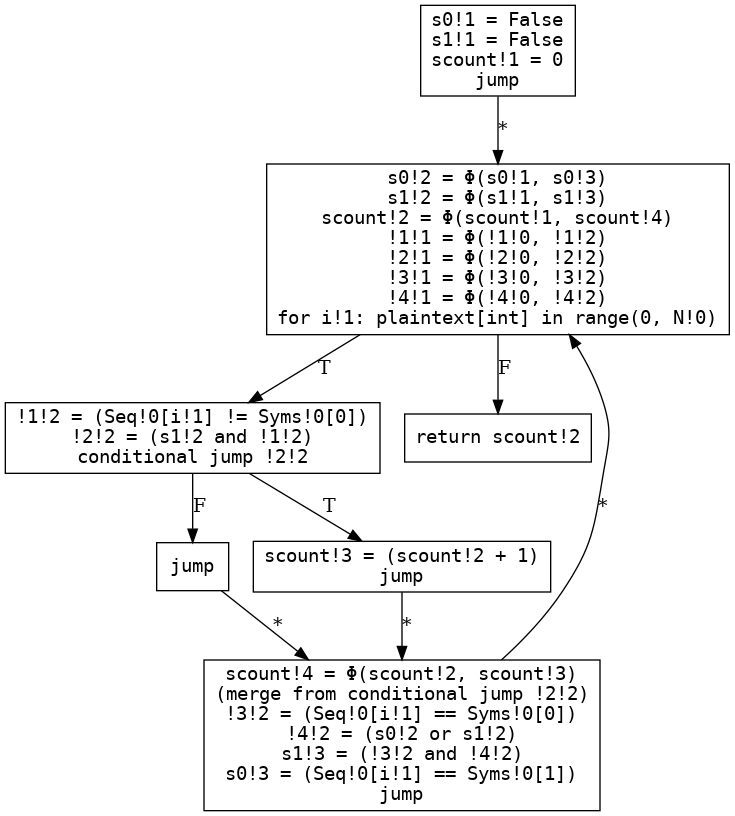 s0!1 = False
s1!1 = False
scount!1 = 0
jump
*
s0!2 = Φ(s0!1, s0!3)
s1!2 = Φ(s1!1, s1!3)
scount!2 = Φ(scount!1, scount!4)
!1!1 = Φ(!1!0, !1!2)
!2!1 = Φ(!2!0, !2!2)
!3!1 = Φ(!3!0, !3!2)
!4!1 = Φ(!4!0, !4!2)
for i!1: plaintext[int] in range(0, N!0)
T
F
!1!2 = (Seq!0[i!1] != Syms!0[0])
!2!2 = (s1!2 and !1!2)
conditional jump !2!2
return scount!2
F
T
*
jump
scount!3 = (scount!2 + 1)
jump
*
*
scount!4 = Φ(scount!2, scount!3)
(merge from conditional jump !2!2)
!3!2 = (Seq!0[i!1] == Syms!0[0])
!4!2 = (s0!2 or s1!2)
s1!3 = (!3!2 and !4!2)
s0!3 = (Seq!0[i!1] == Syms!0[1])
jump